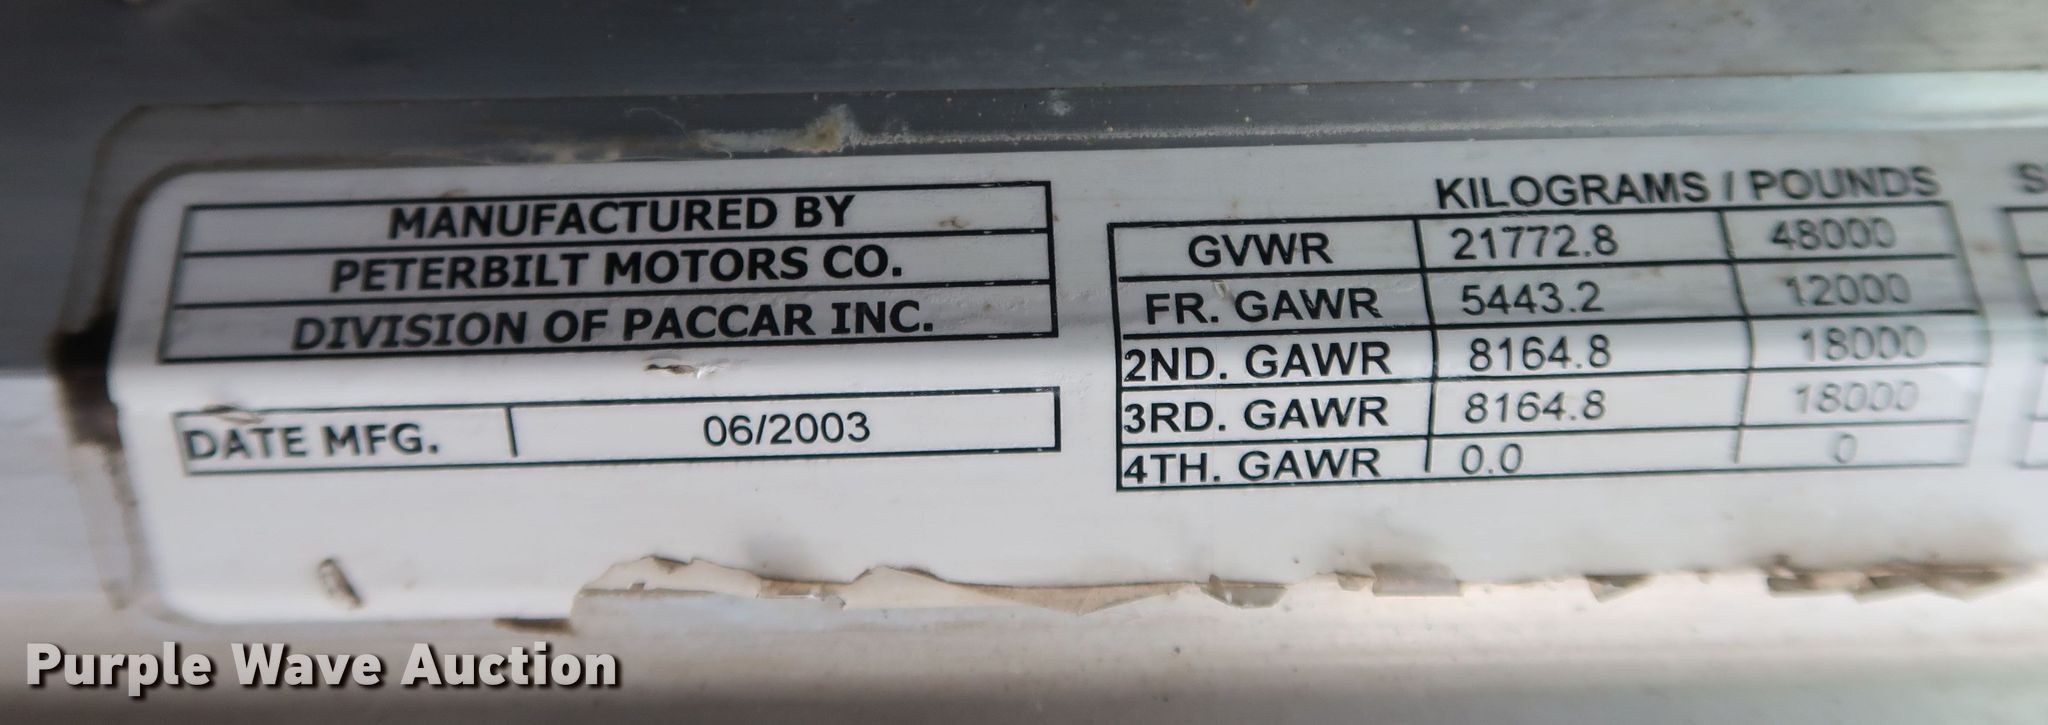 MANUFACTURED BY
PETERBILT MOTORS CO.
DIVISION OF PACCAR INC.
DATE MFG. 06/2003
KILOGRAMS / POUNDS
GVWR 21772.8 48000
FR. GAWR 5443.2 12000
2ND. GAWR 8164.8 18000
3RD. GAWR 8164.8 18000
4TH. GAWR 0.0 0
Purple Wave Auction